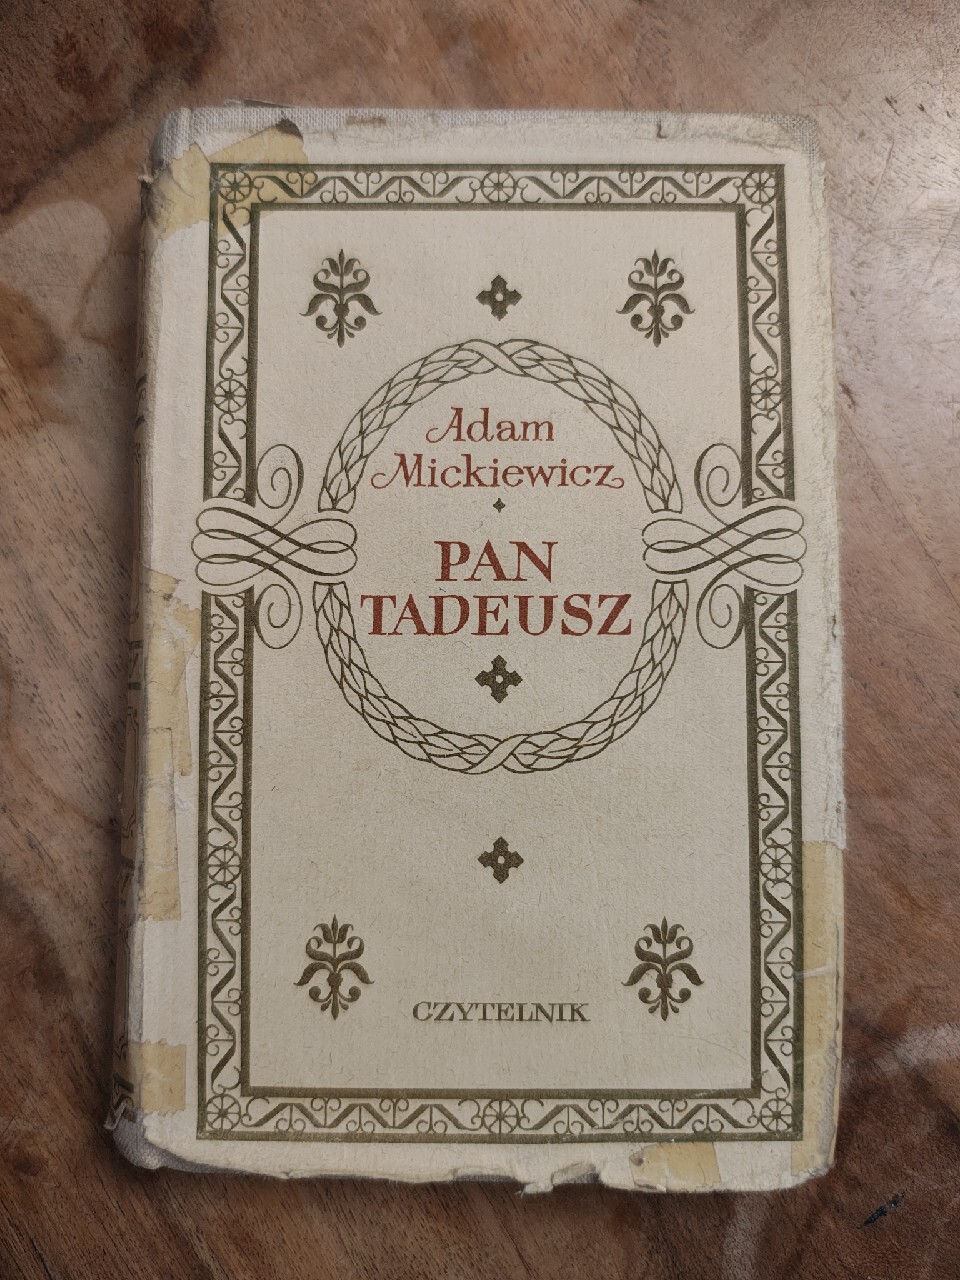 Adam
Mickiewicz
PAN
TADEUSZ
CZYTELNIK